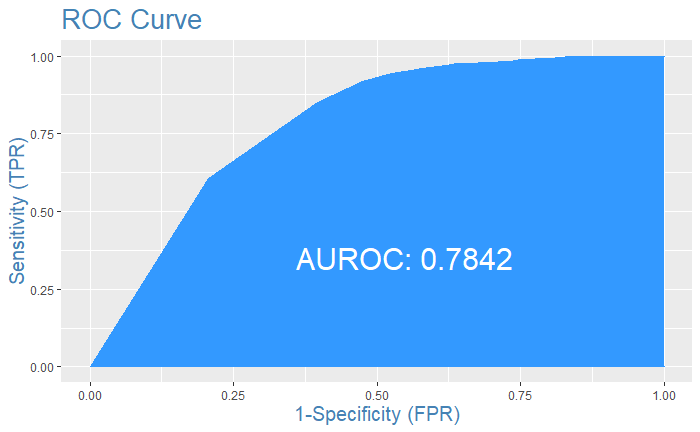 ROC Curve
1.00
0.75
0.50
0.25
0.00
Sensitivity (TPR)
AUROC: 0.7842
0.00 0.25 0.50 0.75 1.00
1-Specificity (FPR)